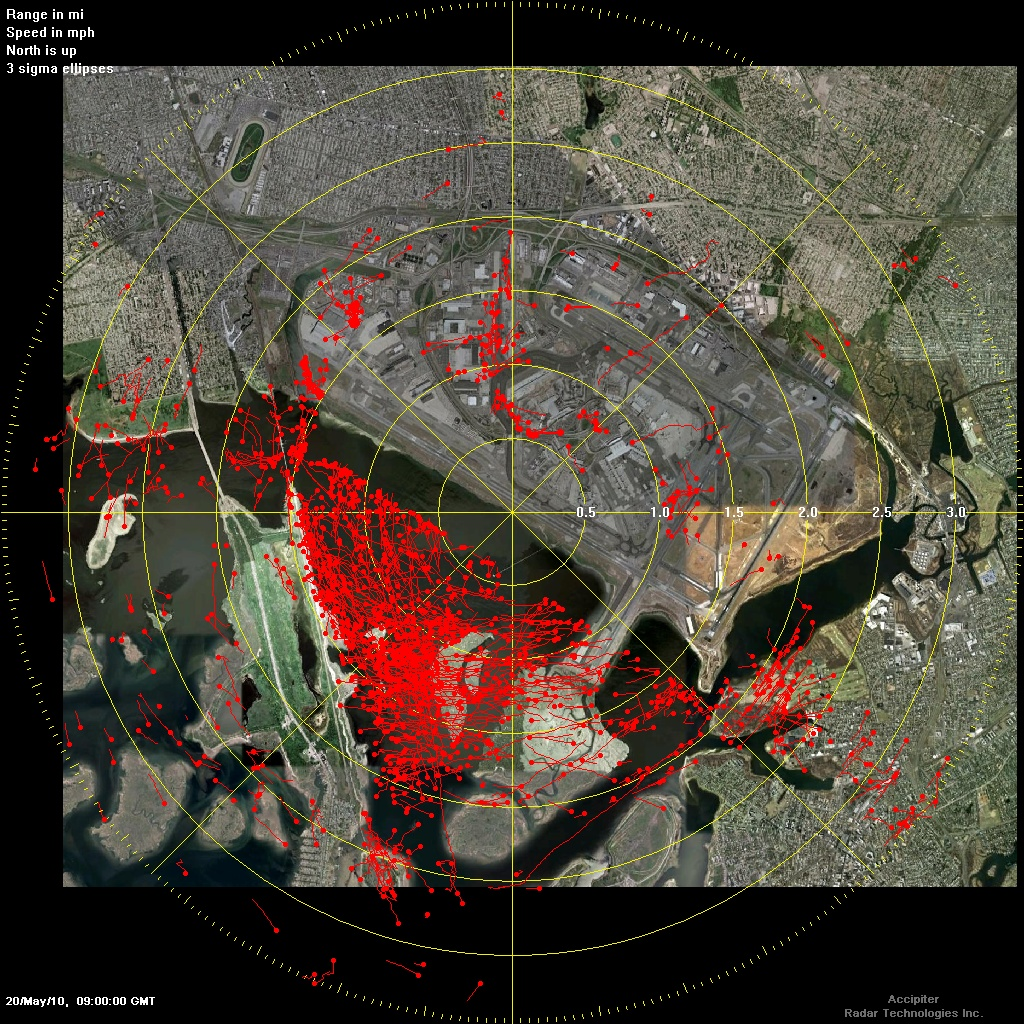 Range in mi
Speed in mph
North is up
3 sigma ellipses
0.5 1.0 1.5 2.0 2.5 3.0
20/May/10, 09:00:00 GMT
Accipiter
Radar Technologies Inc.